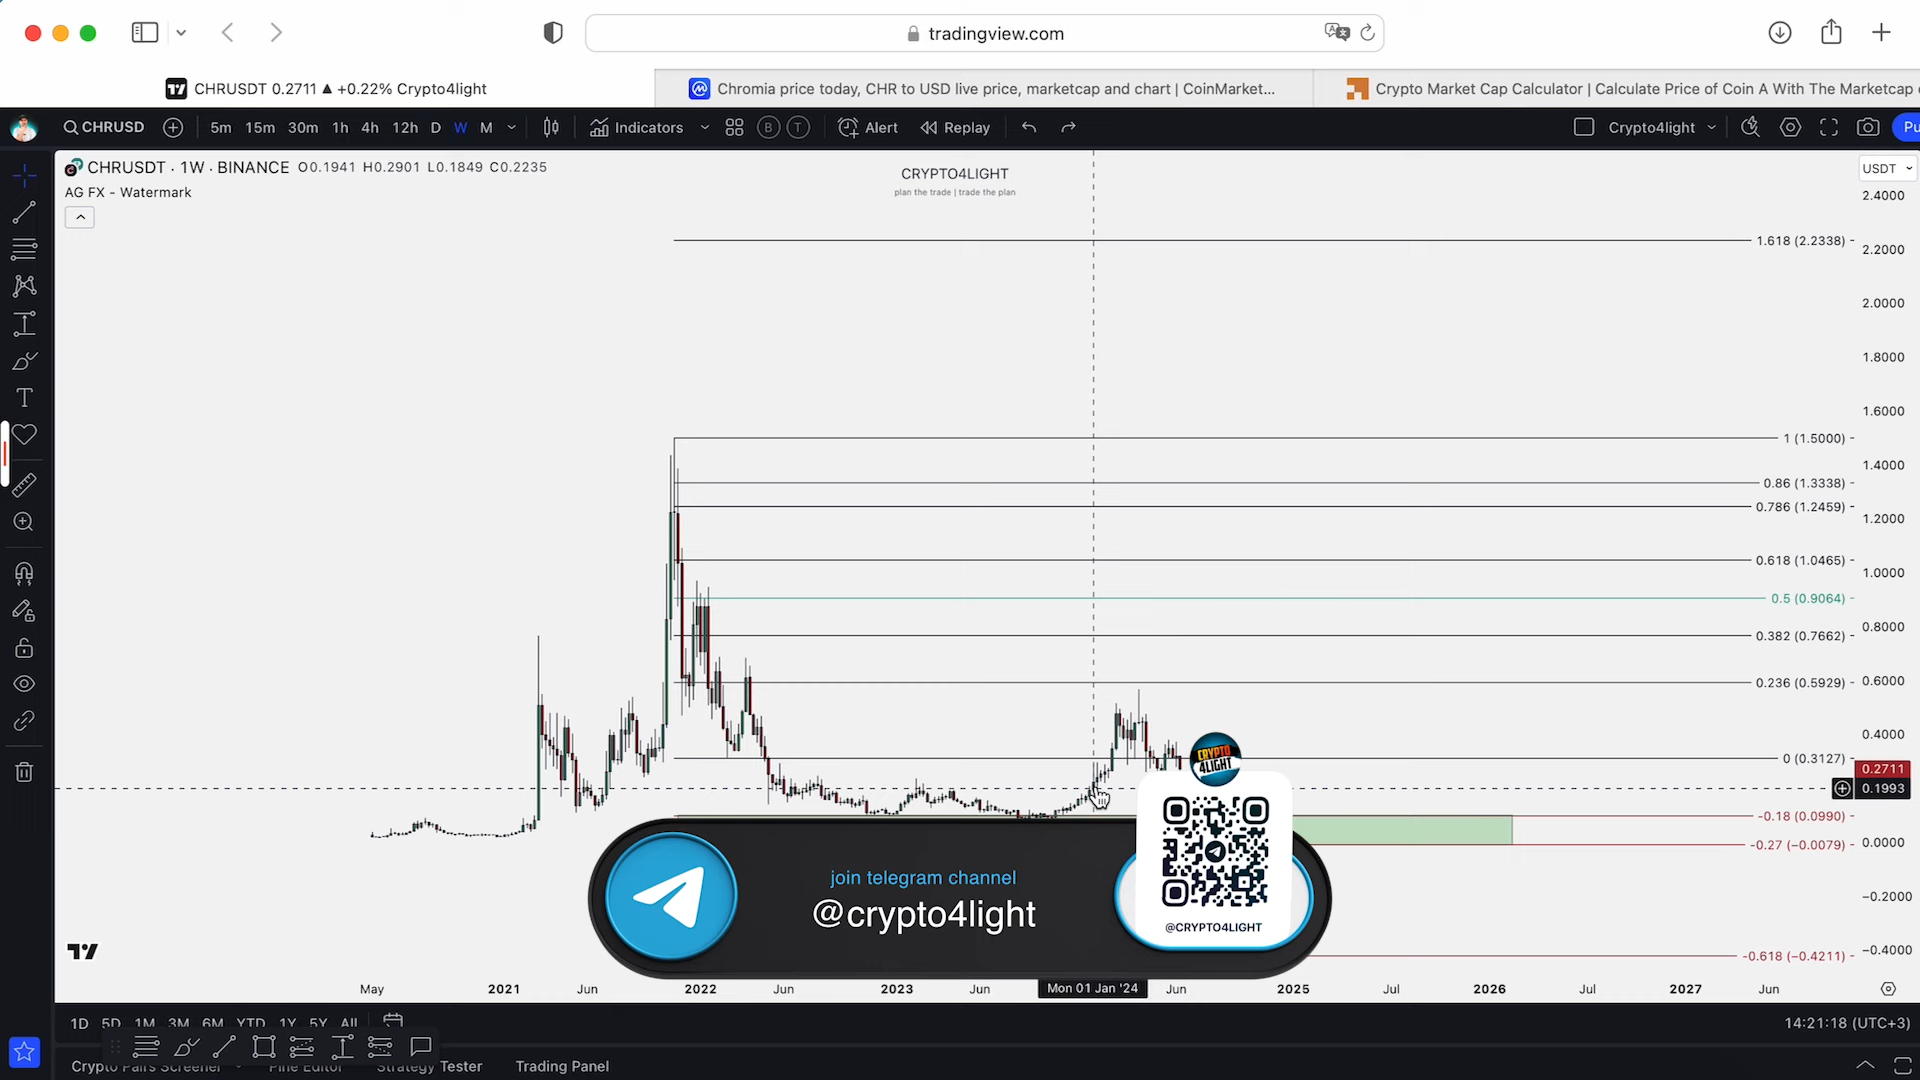 tradingview.com
CHRUSDT 0.2711 ▲ +0.22% Crypto4light
Chromia price today, CHR to USD live price, marketcap and chart | CoinMarket...
Crypto Market Cap Calculator | Calculate Price of Coin A With The Marketcap
CHRUSD
5m 15m 30m 1h 4h 12h D W M
Indicators
B T
Alert
Replay
Crypto4light
Pu
CHRUSDT · 1W · BINANCE O0.1941 H0.2901 L0.1849 C0.2235
AG FX - Watermark
CRYPTO4LIGHT
plan the trade | trade the plan
USDT
2.4000
1.618 (2.2338)
2.2000
2.0000
1.8000
1.6000
1 (1.5000)
1.4000
0.86 (1.3338)
0.786 (1.2459)
1.2000
0.618 (1.0465)
1.0000
0.5 (0.9064)
0.8000
0.382 (0.7662)
0.236 (0.5929)
0.6000
0.4000
0 (0.3127)
0.2711
0.1993
-0.18 (0.0990)
0.0000
-0.27 (−0.0079)
−0.2000
−0.4000
-0.618 (−0.4211)
CRYPTO
4LIGHT
join telegram channel
@crypto4light
@CRYPTO4LIGHT
May 2021 Jun 2022 Jun 2023 Jun Mon 01 Jan '24 Jun 2025 Jul 2026 Jul 2027 Jun
1D 5D 1M 3M 6M YTD 1Y 5Y All
14:21:18 (UTC+3)
Crypto Pairs Screener Pine Editor Strategy Tester Trading Panel